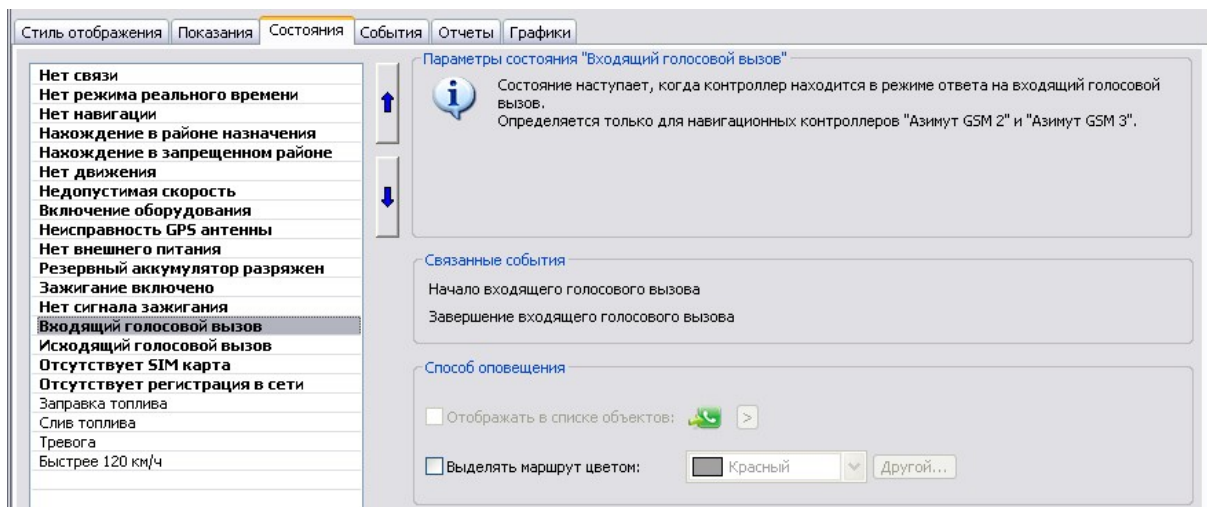 Стиль отображения Показания Состояния События Отчеты Графики
Нет связи
Нет режима реального времени
Нет навигации
Нахождение в районе назначения
Нахождение в запрещенном районе
Нет движения
Недопустимая скорость
Включение оборудования
Неисправность GPS антенны
Нет внешнего питания
Резервный аккумулятор разряжен
Зажигание включено
Нет сигнала зажигания
Входящий голосовой вызов
Исходящий голосовой вызов
Отсутствует SIM карта
Отсутствует регистрация в сети
Заправка топлива
Слив топлива
Тревога
Быстрее 120 км/ч
Параметры состояния "Входящий голосовой вызов"
Состояние наступает, когда контроллер находится в режиме ответа на входящий голосовой
вызов.
Определяется только для навигационных контроллеров "Азимут GSM 2" и "Азимут GSM 3".
Связанные события
Начало входящего голосового вызова
Завершение входящего голосового вызова
Способ оповещения
Отображать в списке объектов: >
Выделять маршрут цветом: Красный Другой...